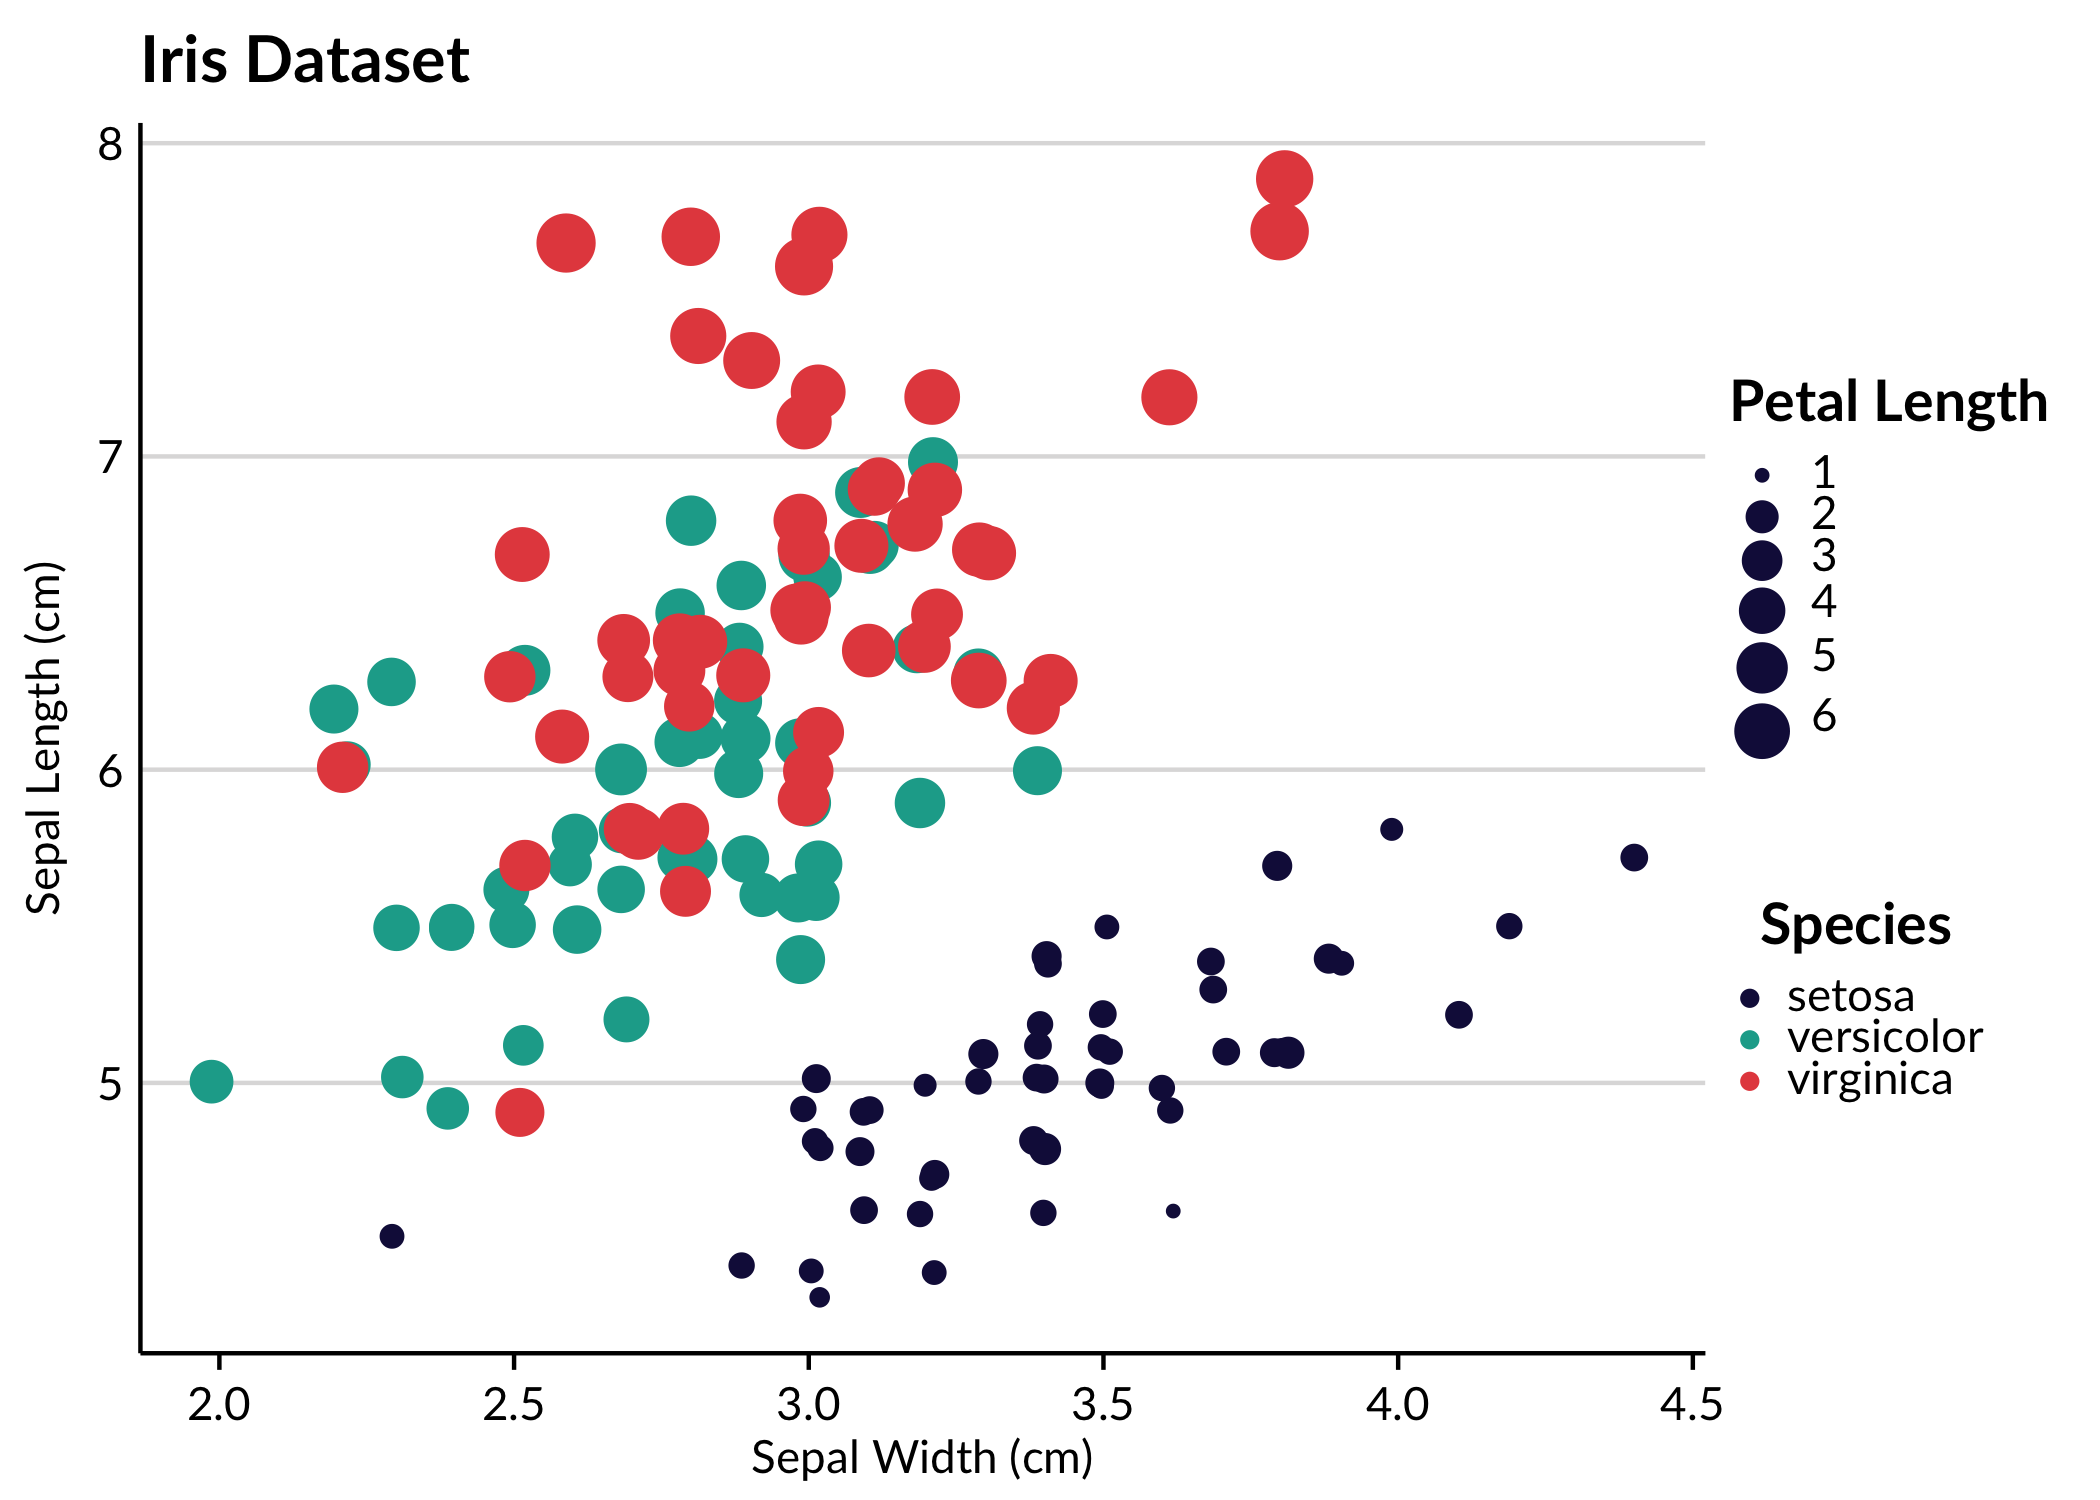 Iris Dataset
8
7
6
5
Sepal Length (cm)
2.0 2.5 3.0 3.5 4.0 4.5
Sepal Width (cm)
Petal Length
1
2
3
4
5
6
Species
setosa
versicolor
virginica